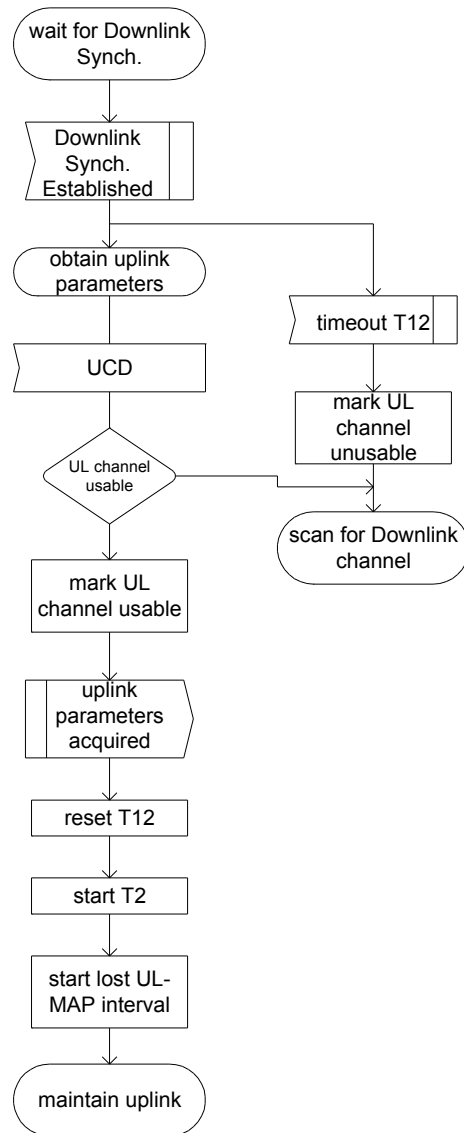 wait for Downlink
Synch.
Downlink
Synch.
Established
obtain uplink
parameters
timeout T12
UCD
mark UL
channel
unusable
UL channel
usable
scan for Downlink
channel
mark UL
channel usable
uplink
parameters
acquired
reset T12
start T2
start lost UL-
MAP interval
maintain uplink